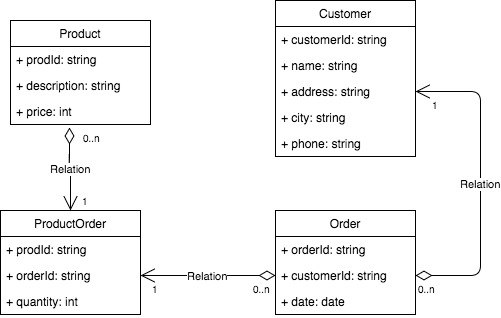 Product
+ prodId: string
+ description: string
+ price: int
0..n
Relation
1
Customer
+ customerId: string
+ name: string
+ address: string
+ city: string
+ phone: string
1
Relation
ProductOrder
+ prodId: string
+ orderId: string
+ quantity: int
1
Relation
0..n
Order
+ orderId: string
+ customerId: string
+ date: date
0..n